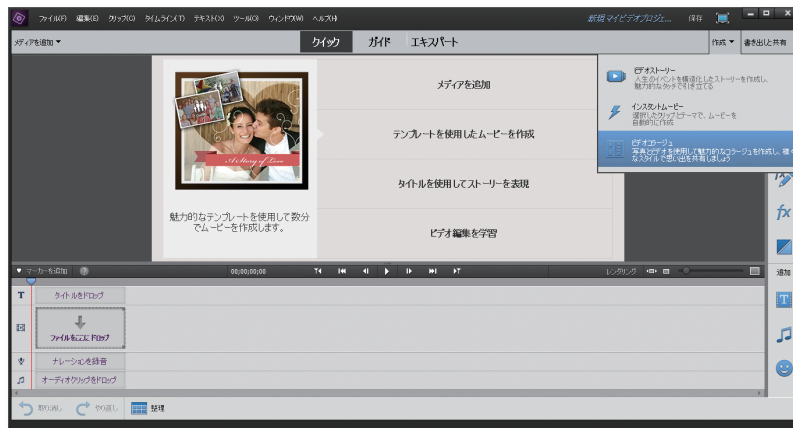 ファイル(F) 編集(E) クリップ(C) タイムライン(T) テキスト(X) ツール(O) ウィンドウ(W) ヘルプ(H) 新規マイビデオプロジェ... 保存
メディアを追加 クイック ガイド エキスパート 作成 書き出しと共有
ビデオストーリー
人生のイベントを構造化したストーリーを作成し、
魅力的なタッチで引き立てる
インスタントムービー
選択したクリップとテーマで、ムービーを
自動的に作成
ビデオコラージュ
写真とビデオを使用して魅力的なコラージュを作成し、様々
なスタイルで思い出を共有しましょう
メディアを追加
テンプレートを使用したムービーを作成
A Story of Love
タイトルを使用してストーリーを表現
魅力的なテンプレートを使用して数分
でムービーを作成します。
ビデオ編集を学習
fx
マーカーを追加 00;00;00;00 レンダリング 追加
T タイトルをドロップ
T
ファイルをここにドロップ
ナレーションを録音
オーディオクリップをドロップ
取り消し やり直し 整理